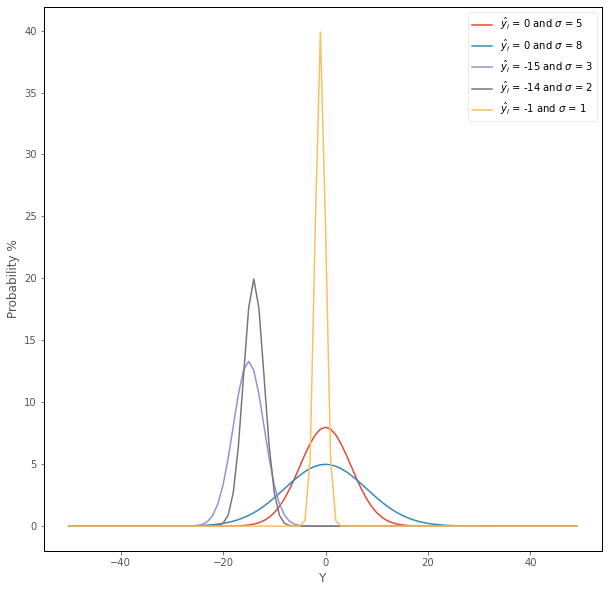 ŷᵢ = 0 and σ = 5
ŷᵢ = 0 and σ = 8
ŷᵢ = -15 and σ = 3
ŷᵢ = -14 and σ = 2
ŷᵢ = -1 and σ = 1
40
35
30
25
20
15
10
5
0
Probability %
−40 −20 0 20 40
Y